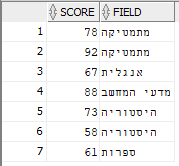 SCORE FIELD
1 78 מתמטיקה
2 92 מתמטיקה
3 67 אנגלית
4 88 מדעי המחשב
5 73 היסטוריה
6 58 היסטוריה
7 61 ספרות